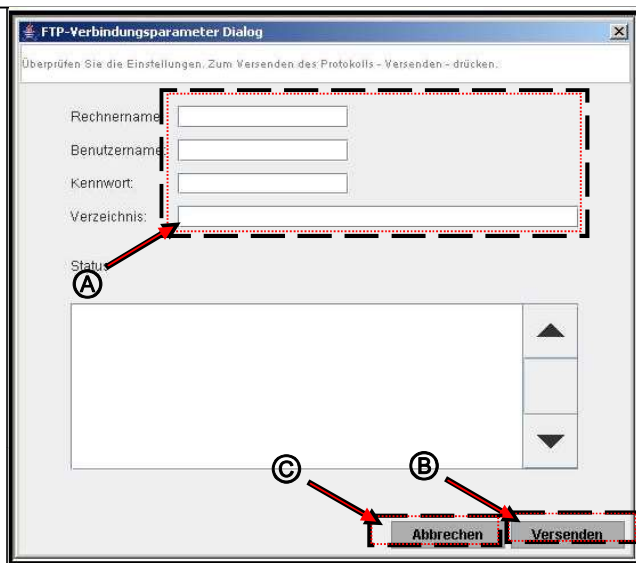 FTP-Verbindungsparameter Dialog
Überprüfen Sie die Einstellungen. Zum Versenden des Protokolls - Versenden - drücken.
Rechnername
Benutzername:
Kennwort:
Verzeichnis:
Status
A
C
B
Abbrechen
Versenden